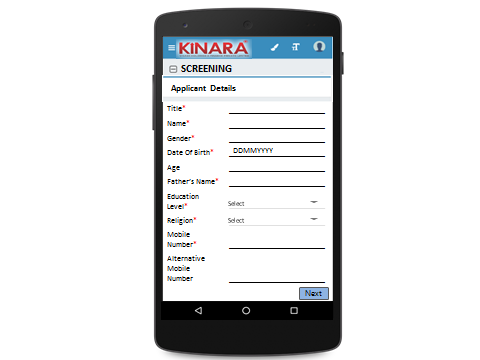 KINARA
SCREENING
Applicant Details
Title*
Name*
Gender*
Date Of Birth* DDMMYYYY
Age
Father's Name*
Education
Level* Select
Religion* Select
Mobile
Number*
Alternative
Mobile
Number
Next